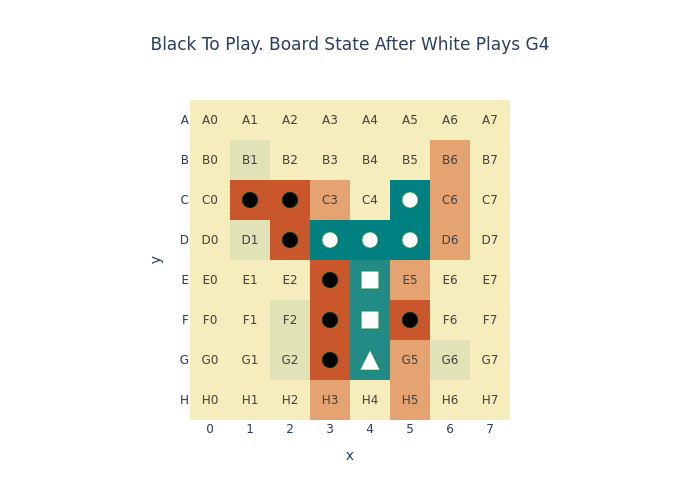 Black To Play. Board State After White Plays G4
A A0 A1 A2 A3 A4 A5 A6 A7
B B0 B1 B2 B3 B4 B5 B6 B7
C C0 C3 C4 C6 C7
D D0 D1 D6 D7
y
E E0 E1 E2 E5 E6 E7
F F0 F1 F2 F6 F7
G G0 G1 G2 G5 G6 G7
H H0 H1 H2 H3 H4 H5 H6 H7
0 1 2 3 4 5 6 7
x